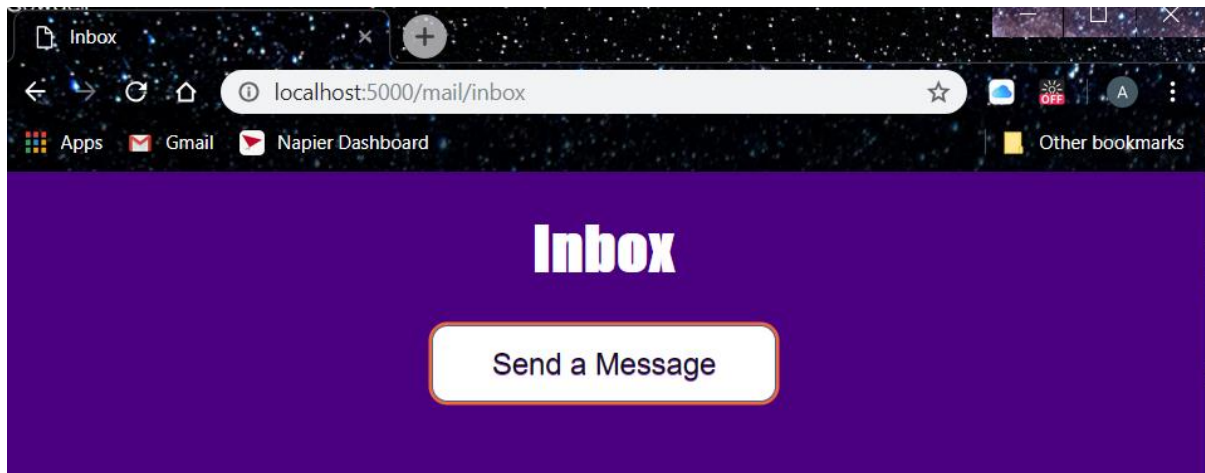 Inbox
localhost:5000/mail/inbox
OFF
A
Apps Gmail Napier Dashboard Other bookmarks
Inbox
Send a Message